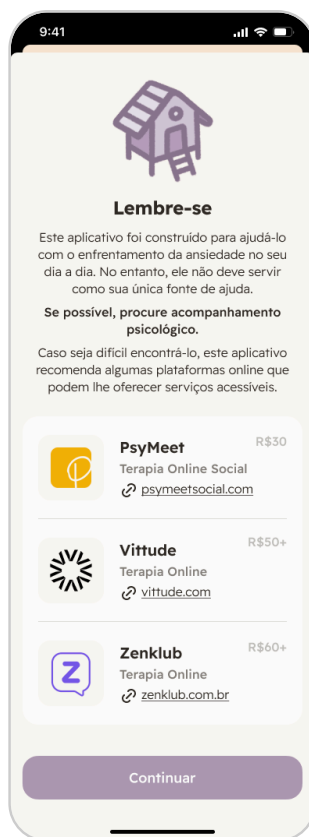 9:41
Lembre-se
Este aplicativo foi construído para ajudá-lo
com o enfrentamento da ansiedade no seu
dia a dia. No entanto, ele não deve servir
como sua única fonte de ajuda.
Se possível, procure acompanhamento
psicológico.
Caso seja difícil encontrá-lo, este aplicativo
recomenda algumas plataformas online que
podem lhe oferecer serviços acessíveis.
PsyMeet
R$30
Terapia Online Social
psymeetsocial.com
Vittude
R$50+
Terapia Online
vittude.com
Z
Zenklub
R$60+
Terapia Online
zenklub.com.br
Continuar